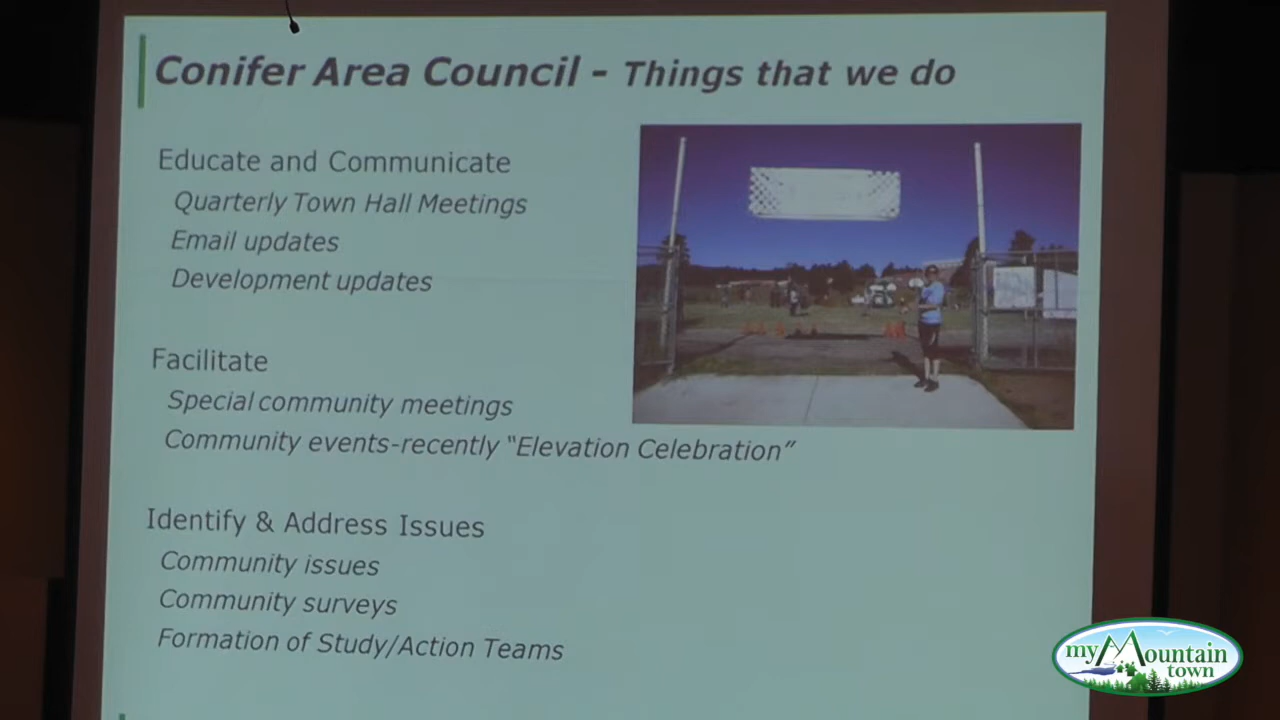 Conifer Area Council - Things that we do
Educate and Communicate
Quarterly Town Hall Meetings
Email updates
Development updates
Facilitate
Special community meetings
Community events-recently “Elevation Celebration”
Identify & Address Issues
Community issues
Community surveys
Formation of Study/Action Teams
my Mountain
town